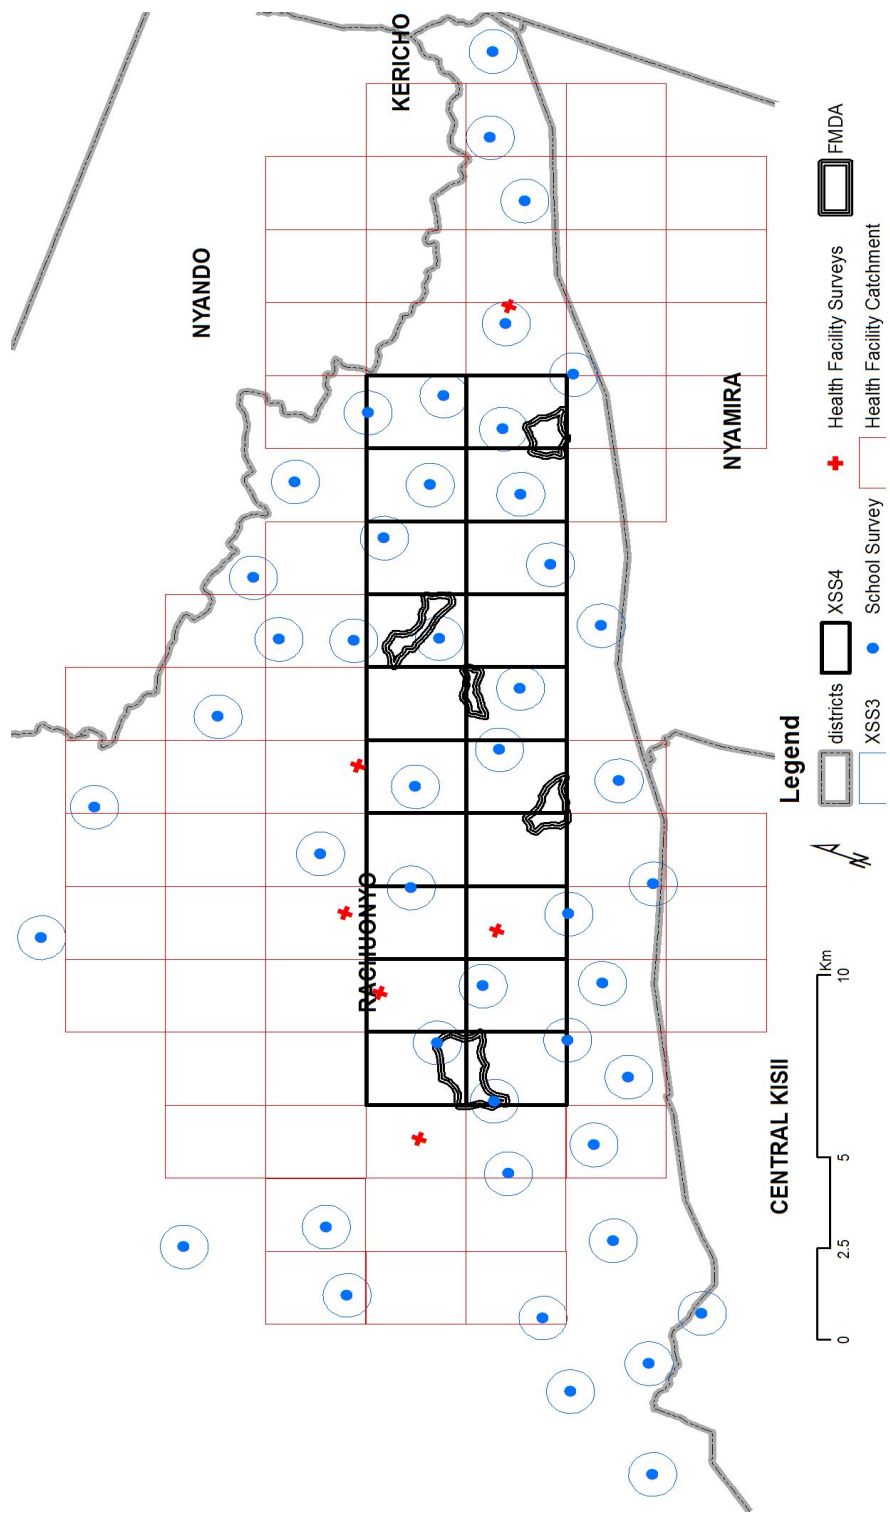 KERICHO
NYANDO
NYAMIRA
RACHUONYO
CENTRAL KISII
Legend
districts
XSS4
Health Facility Surveys
FMDA
XSS3
School Survey
Health Facility Catchment
N
0 2.5 5 10
Km